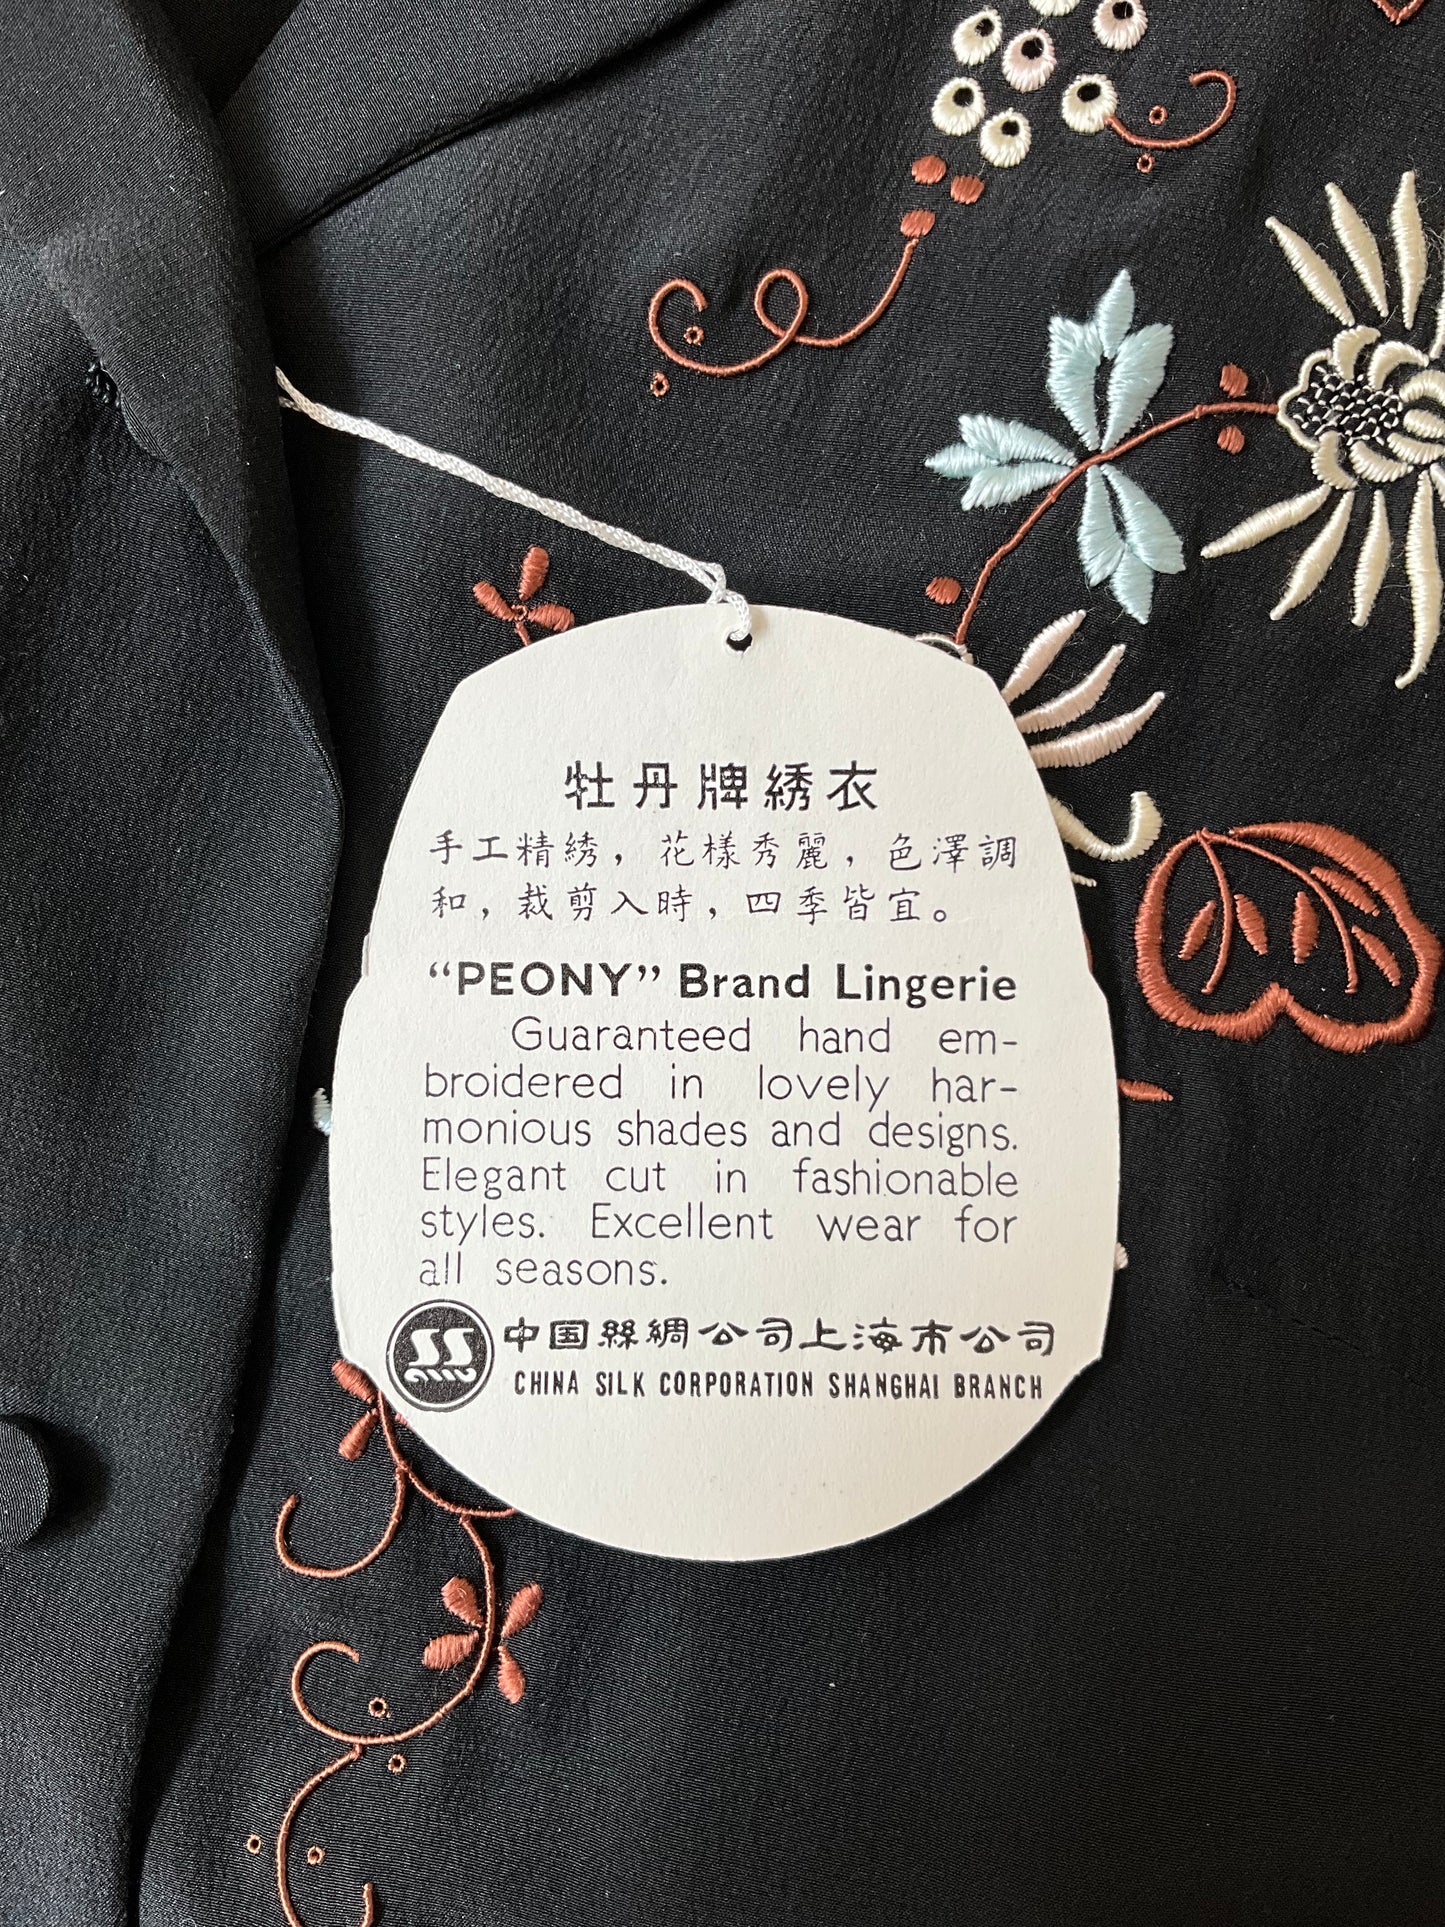 牡丹牌綉衣
手工精綉，花樣秀麗，色澤調
和，裁剪入時，四季皆宜。
“PEONY” Brand Lingerie
Guaranteed hand em-
broidered in lovely har-
monious shades and designs.
Elegant cut in fashionable
styles. Excellent wear for
all seasons.
中国絲綢公司上海市公司
CHINA SILK CORPORATION SHANGHAI BRANCH